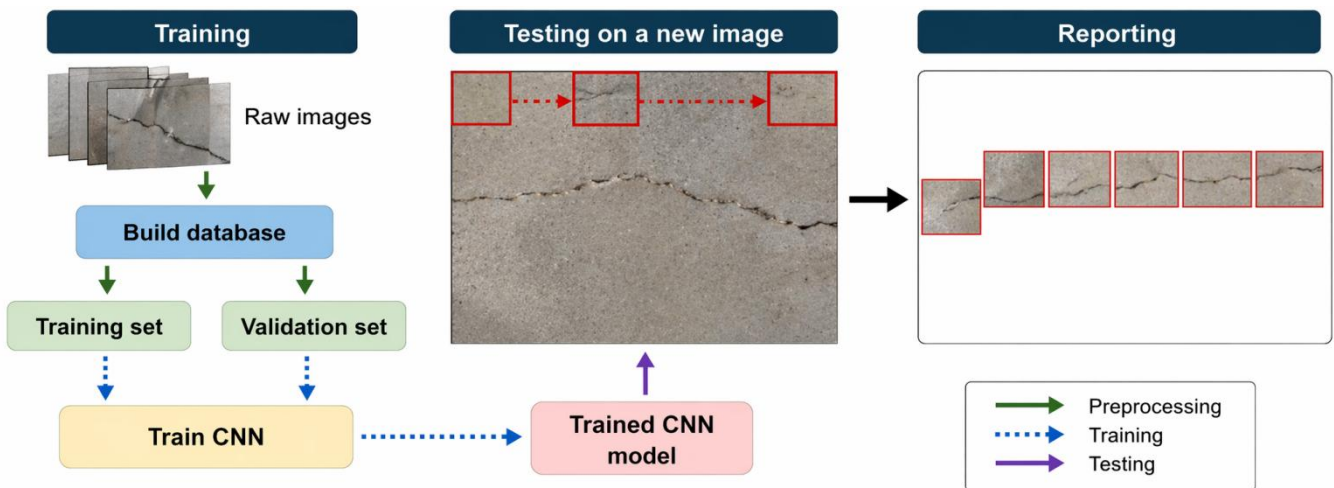 Training
Raw images
Build database
Training set
Validation set
Train CNN
Testing on a new image
Trained CNN
model
Reporting
Preprocessing
Training
Testing